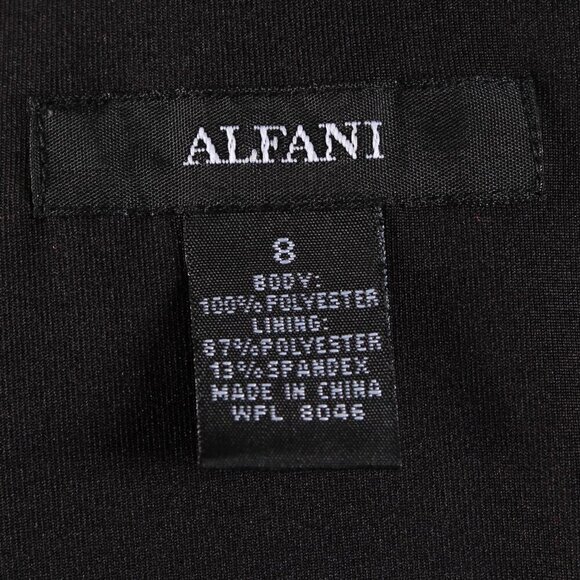 ALFANI
8
BODY:
100% POLYESTER
LINING:
87% POLYESTER
13% SPANDEX
MADE IN CHINA
WPL 8046